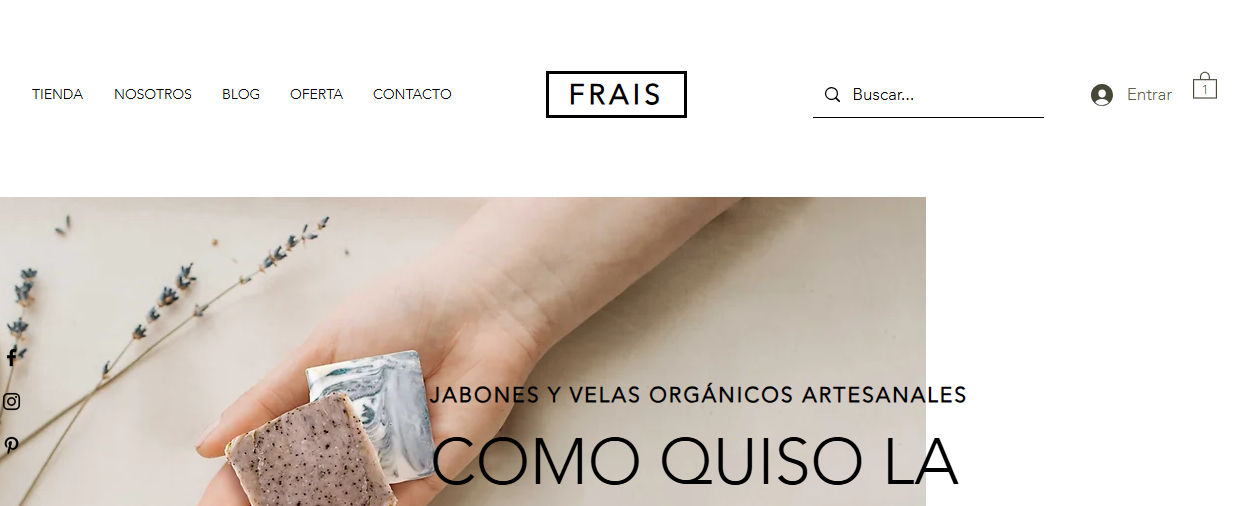 TIENDA NOSOTROS BLOG OFERTA CONTACTO FRAIS Buscar... Entrar 1
JABONES Y VELAS ORGÁNICOS ARTESANALES
COMO QUISO LA